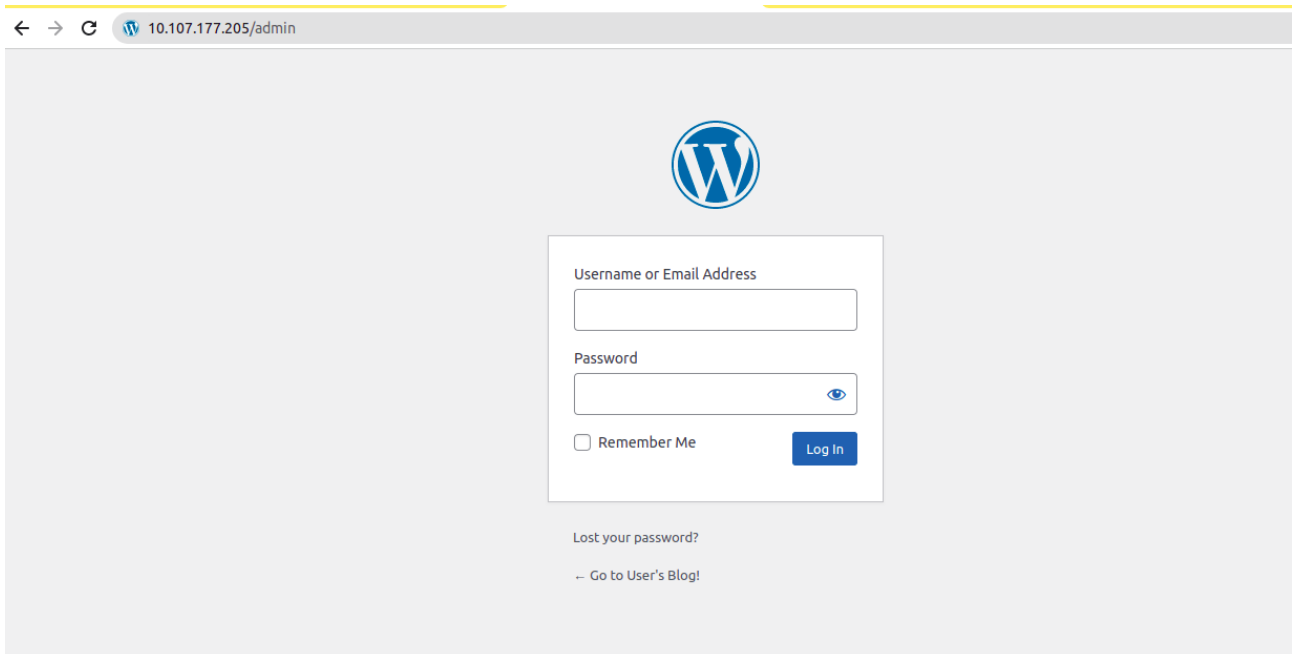 10.107.177.205/admin
Username or Email Address
Password
Remember Me
Log In
Lost your password?
← Go to User's Blog!